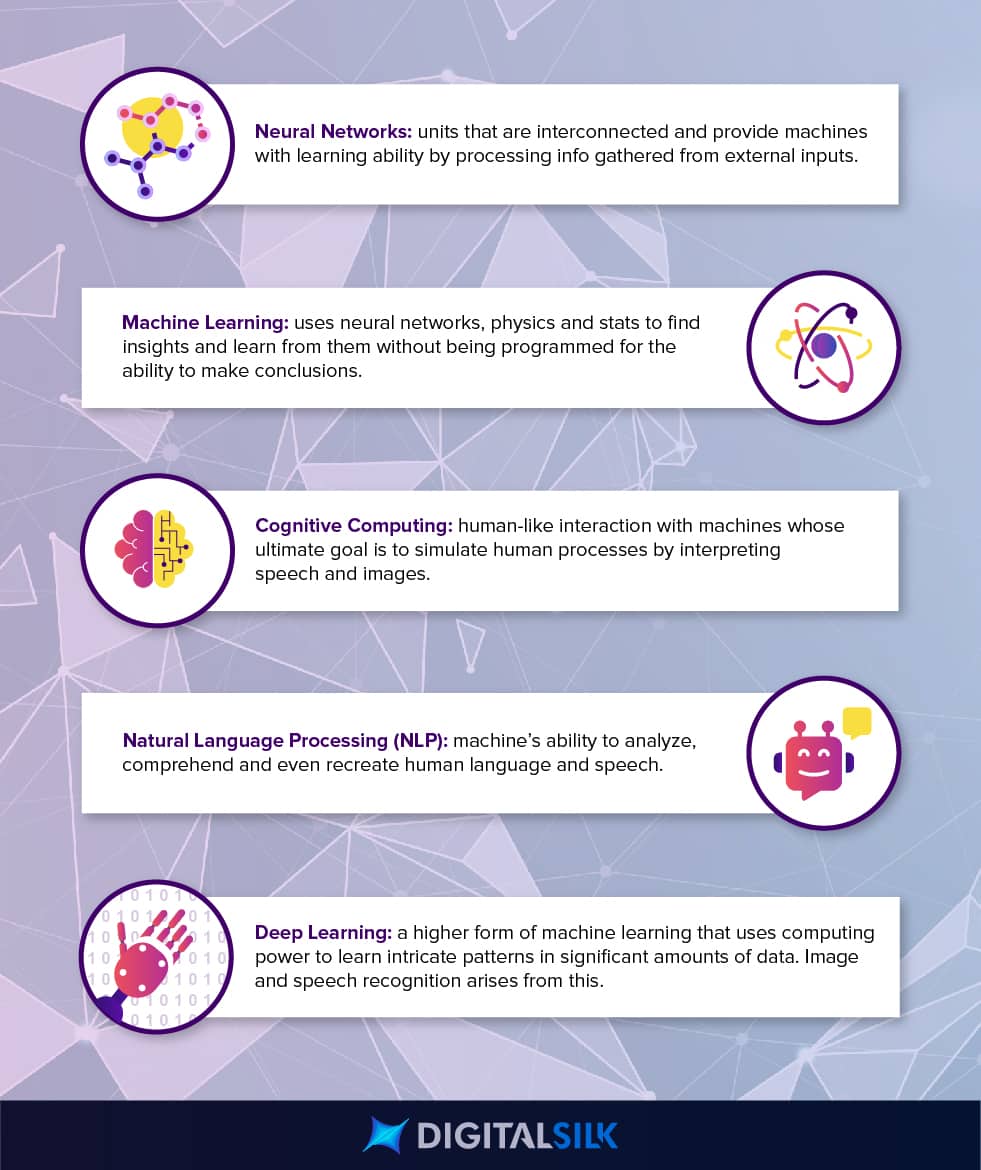 Neural Networks: units that are interconnected and provide machines
with learning ability by processing info gathered from external inputs.
Machine Learning: uses neural networks, physics and stats to find
insights and learn from them without being programmed for the
ability to make conclusions.
Cognitive Computing: human-like interaction with machines whose
ultimate goal is to simulate human processes by interpreting
speech and images.
Natural Language Processing (NLP): machine’s ability to analyze,
comprehend and even recreate human language and speech.
Deep Learning: a higher form of machine learning that uses computing
power to learn intricate patterns in significant amounts of data. Image
and speech recognition arises from this.
DIGITALSILK